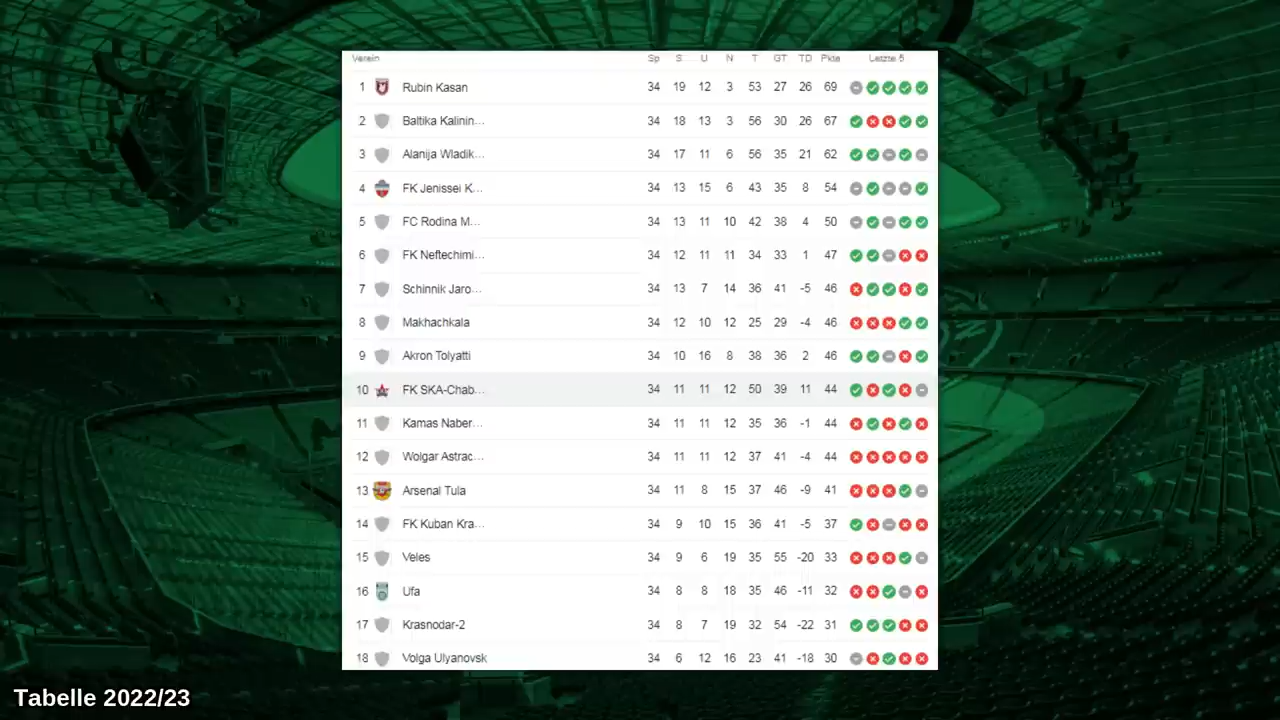 Verein Sp S U N T GT TD Pkte Letzte 5
1 Rubin Kasan 34 19 12 3 53 27 26 69
2 Baltika Kalinin... 34 18 13 3 56 30 26 67
3 Alanija Wladik... 34 17 11 6 56 35 21 62
4 FK Jenissei K... 34 13 15 6 43 35 8 54
5 FC Rodina M... 34 13 11 10 42 38 4 50
6 FK Neftechimi... 34 12 11 11 34 33 1 47
7 Schinnik Jaro... 34 13 7 14 36 41 -5 46
8 Makhachkala 34 12 10 12 25 29 -4 46
9 Akron Tolyatti 34 10 16 8 38 36 2 46
10 FK SKA-Chab... 34 11 11 12 50 39 11 44
11 Kamas Naber... 34 11 11 12 35 36 -1 44
12 Wolgar Astrac... 34 11 11 12 37 41 -4 44
13 Arsenal Tula 34 11 8 15 37 46 -9 41
14 FK Kuban Kra... 34 9 10 15 36 41 -5 37
15 Veles 34 9 6 19 35 55 -20 33
16 Ufa 34 8 8 18 35 46 -11 32
17 Krasnodar-2 34 8 7 19 32 54 -22 31
18 Volga Ulyanovsk 34 6 12 16 23 41 -18 30
Tabelle 2022/23